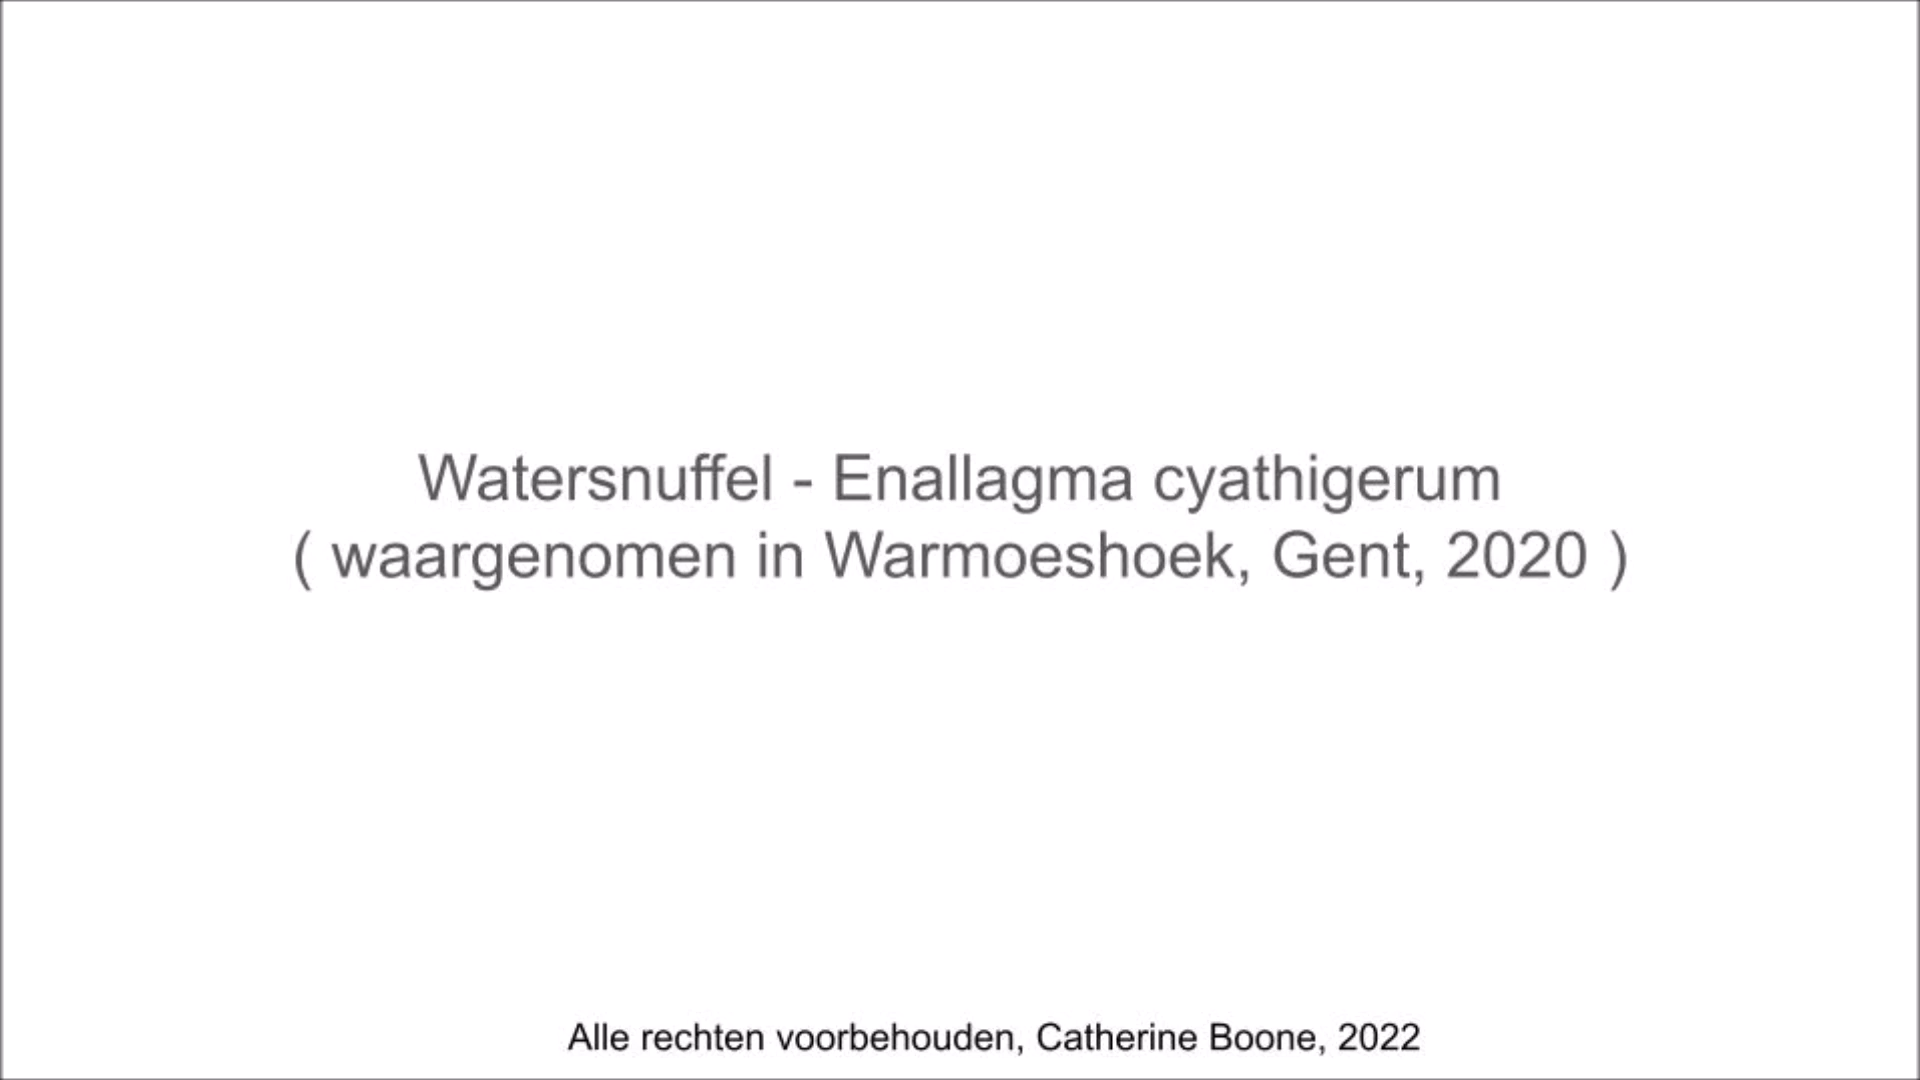 Watersnuffel - Enallagma cyathigerum
( waargenomen in Warmoeshoek, Gent, 2020 )
Alle rechten voorbehouden, Catherine Boone, 2022